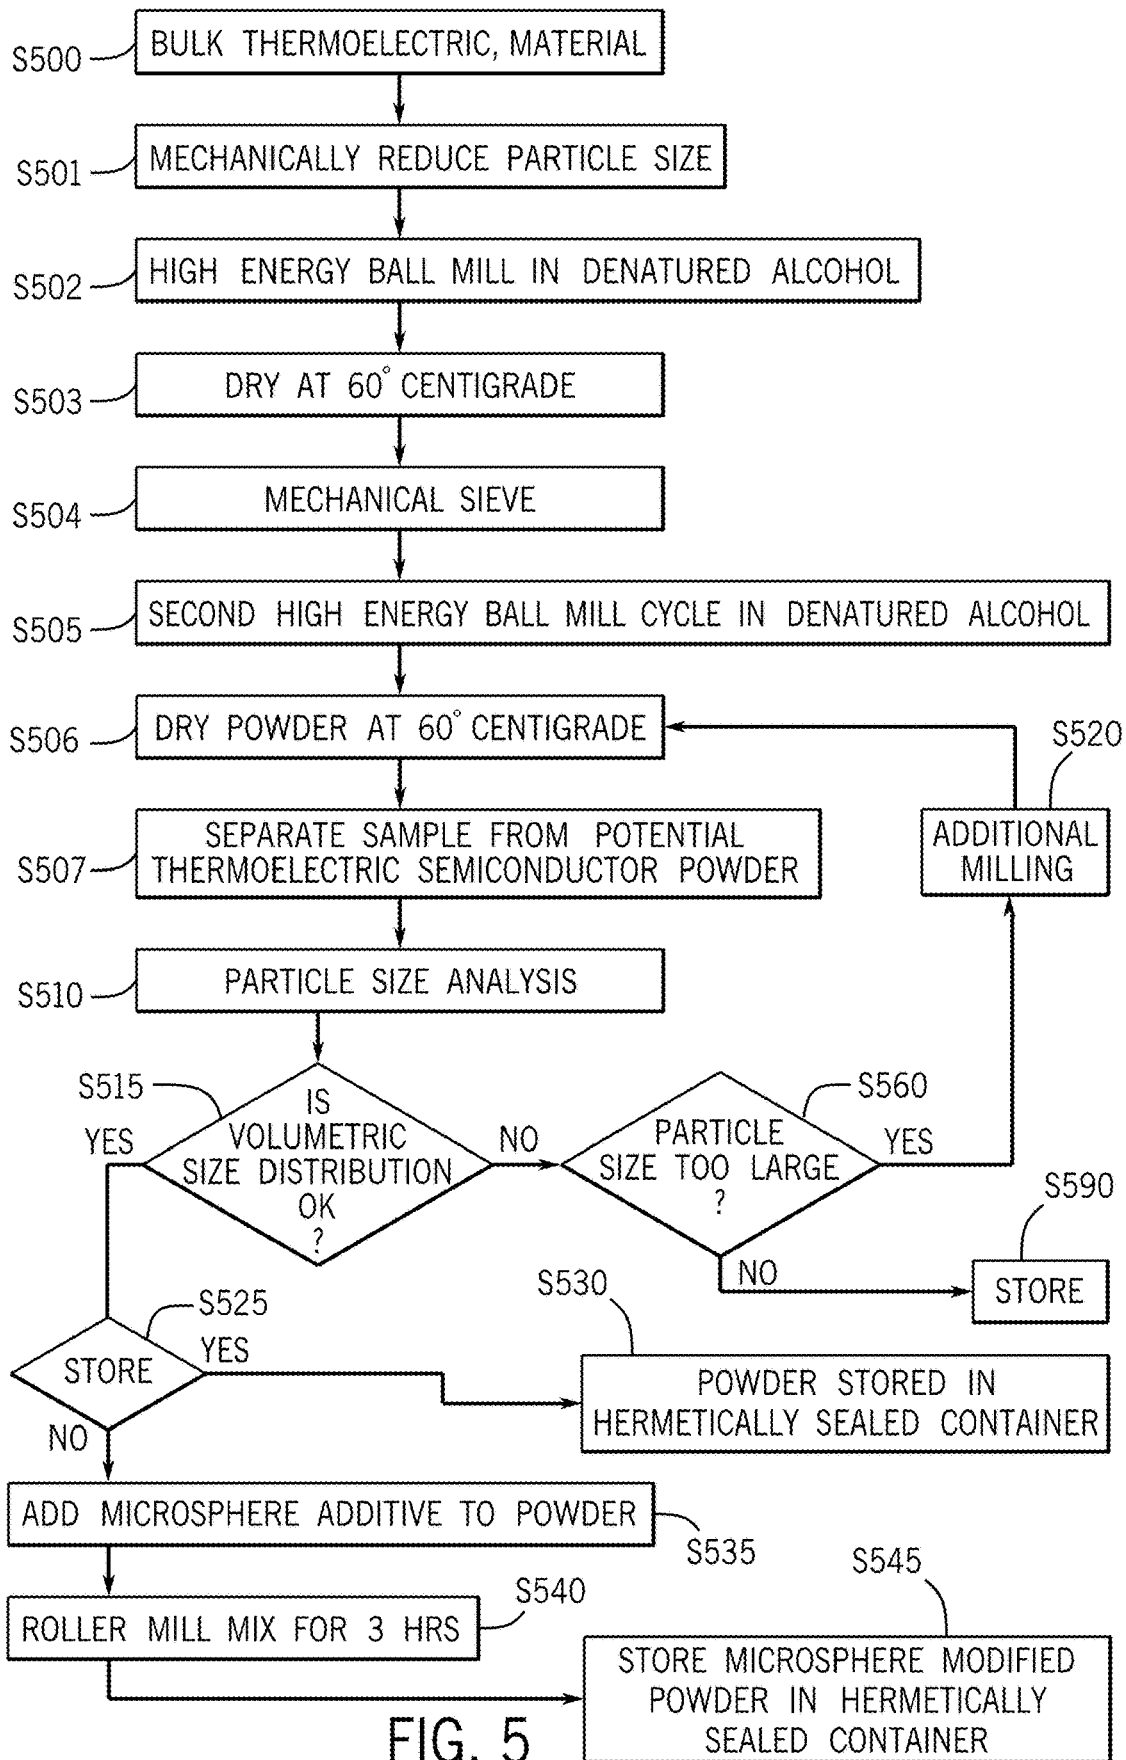 BULK THERMOELECTRIC, MATERIAL
S500
MECHANICALLY REDUCE PARTICLE SIZE
S501
HIGH ENERGY BALL MILL IN DENATURED ALCOHOL
S502
DRY AT 60° CENTIGRADE
S503
MECHANICAL SIEVE
S504
SECOND HIGH ENERGY BALL MILL CYCLE IN DENATURED ALCOHOL
S505
DRY POWDER AT 60° CENTIGRADE
S506
S520
ADDITIONAL
MILLING
SEPARATE SAMPLE FROM POTENTIAL
THERMOELECTRIC SEMICONDUCTOR POWDER
S507
PARTICLE SIZE ANALYSIS
S510
S515
IS
VOLUMETRIC
SIZE DISTRIBUTION
OK
?
YES
NO
S560
PARTICLE
SIZE TOO LARGE
?
YES
NO
S590
STORE
S525
STORE
YES
NO
S530
POWDER STORED IN
HERMETICALLY SEALED CONTAINER
ADD MICROSPHERE ADDITIVE TO POWDER
S535
ROLLER MILL MIX FOR 3 HRS
S540
S545
STORE MICROSPHERE MODIFIED
POWDER IN HERMETICALLY
SEALED CONTAINER
FIG. 5